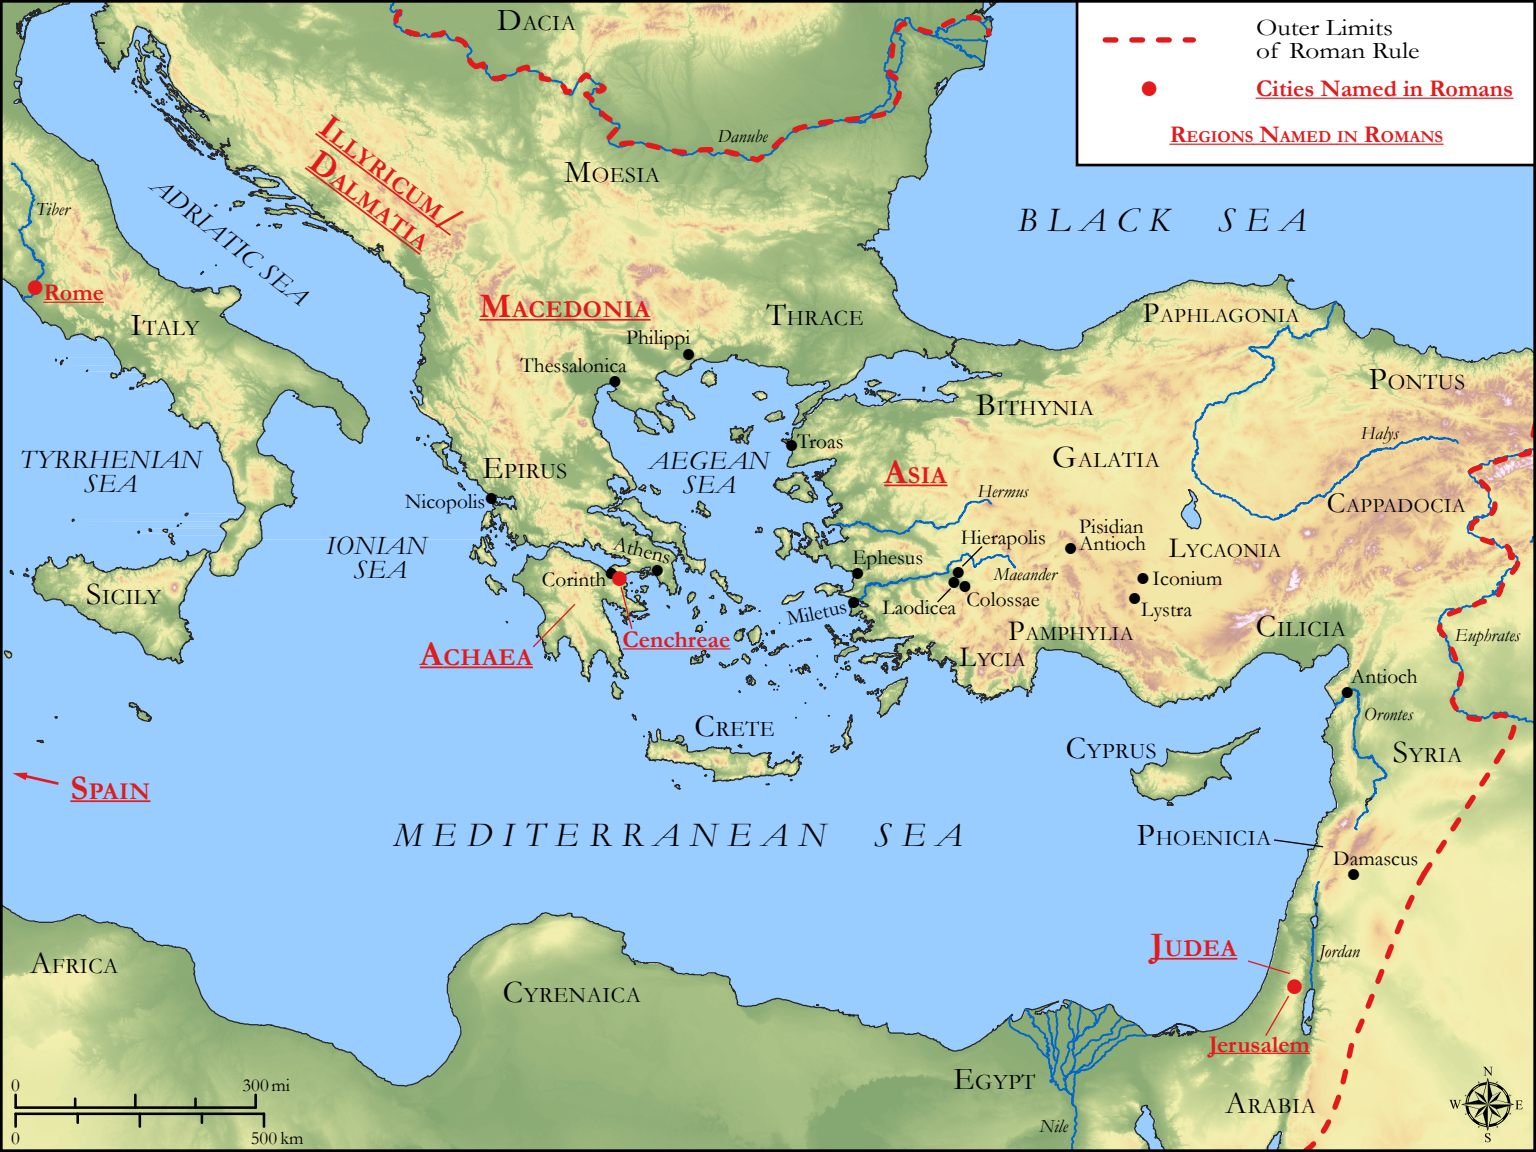 DACIA
Outer Limits
of Roman Rule
Cities Named in Romans
REGIONS NAMED IN ROMANS
Danube
ILLYRICUM/
DALMATIA
MOESIA
Tiber
ADRIATIC SEA
BLACK SEA
Rome
ITALY
MACEDONIA
THRACE
PAPHLAGONIA
Philippi
Thessalonica
PONTUS
BITHYNIA
Troas
Halys
TYRRHENIAN
SEA
EPIRUS
AEGEAN
SEA
ASIA
GALATIA
Nicopolis
Hermus
CAPPADOCIA
IONIAN
SEA
Athens
Ephesus
Hierapolis
Pisidian
Antioch
LYCAONIA
Corinth
Maeander
Iconium
SICILY
Miletus
Laodicea
Colossae
Lystra
ACHAEA
Cenchreae
PAMPHYLIA
CILICIA
Euphrates
LYCIA
Antioch
Orontes
CRETE
CYPRUS
SYRIA
SPAIN
MEDITERRANEAN SEA
PHOENICIA
Damascus
JUDEA
Jordan
AFRICA
CYRENAICA
Jerusalem
EGYPT
ARABIA
Nile
0 300 mi
0 500 km
N
W E
S